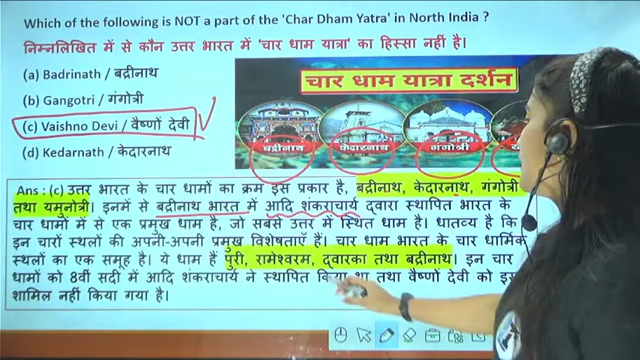 Which of the following is NOT a part of the 'Char Dham Yatra' in North India ?
निम्नलिखित में से कौन उत्तर भारत में 'चार धाम यात्रा' का हिस्सा नहीं है।
(a) Badrinath / बद्रीनाथ
(b) Gangotri / गंगोत्री
(c) Vaishno Devi / वैष्णों देवी
(d) Kedarnath / केदारनाथ
चार धाम यात्रा दर्शन
बद्रीनाथ केदारनाथ गंगोत्री
Ans : (c) उत्तर भारत के चार धामों का क्रम इस प्रकार है, बद्रीनाथ, केदारनाथ, गंगोत्री
तथा यमुनोत्री। इनमें से बद्रीनाथ भारत में आदि शंकराचार्य द्वारा स्थापित भारत के
चार धामों में से एक प्रमुख धाम है, जो सबसे उत्तर में स्थित धाम है। धातव्य है कि
इन चारों स्थलों की अपनी-अपनी प्रमुख विशेषताएँ हैं। चार धाम भारत के चार धार्मिक
स्थलों का एक समूह है। ये धाम हैं पुरी, रामेश्वरम, द्वारका तथा बद्रीनाथ। इन चार
धामों को 8वीं सदी में आदि शंकराचार्य ने स्थापित किया था तथा वैष्णों देवी को
शामिल नहीं किया गया है।